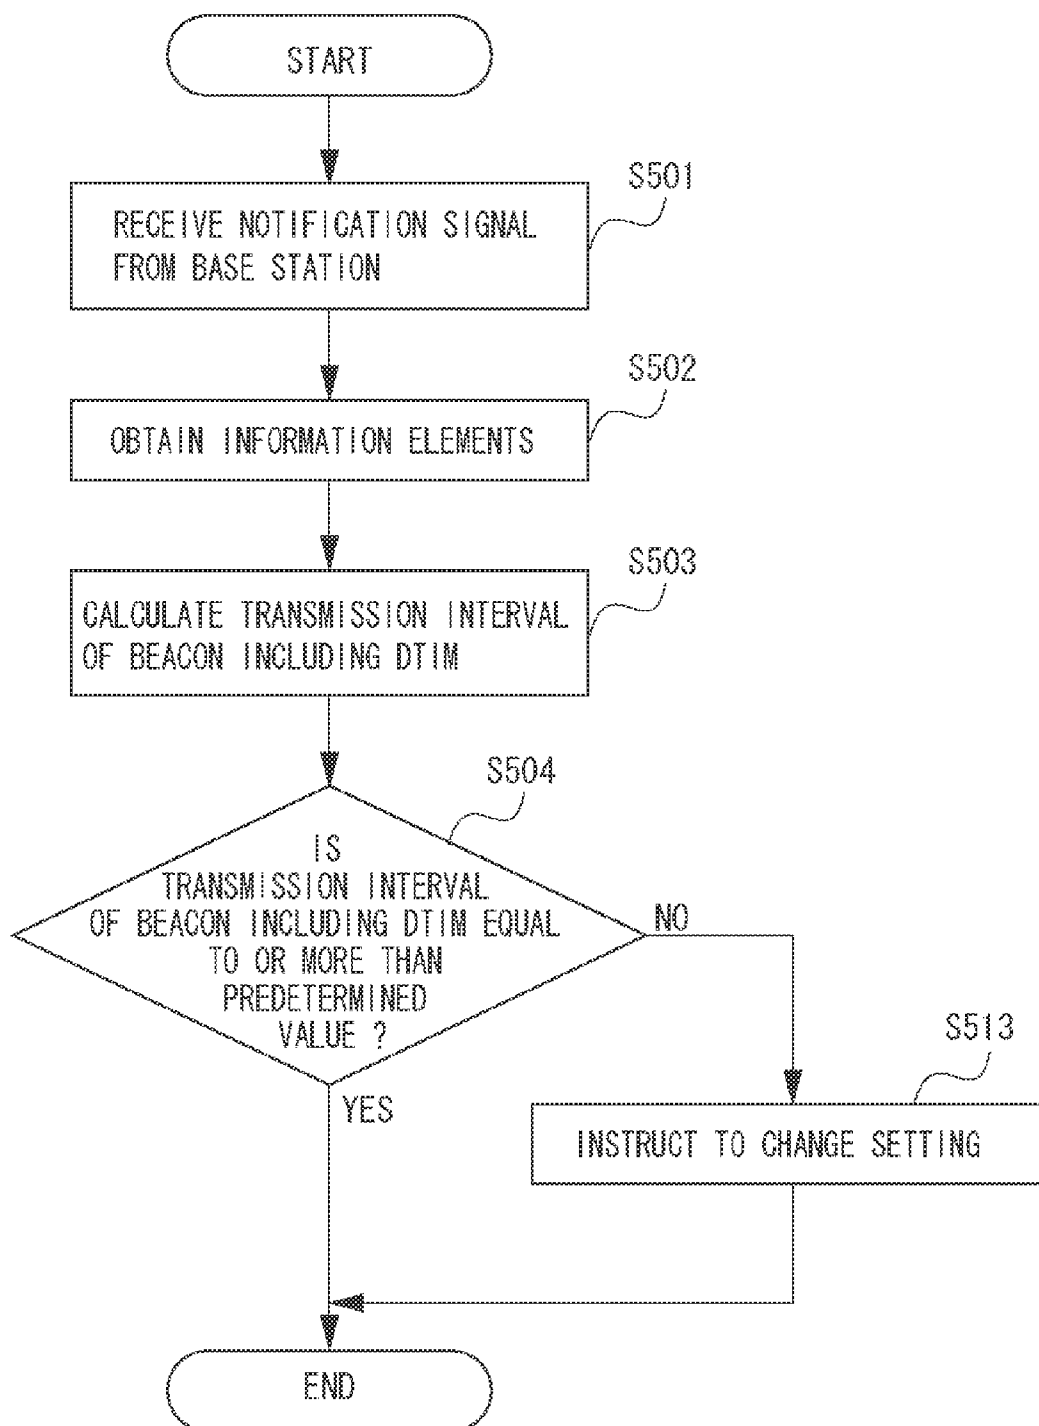 START
S501
RECEIVE NOTIFICATION SIGNAL
FROM BASE STATION
S502
OBTAIN INFORMATION ELEMENTS
S503
CALCULATE TRANSMISSION INTERVAL
OF BEACON INCLUDING DTIM
S504
IS
TRANSMISSION INTERVAL
OF BEACON INCLUDING DTIM EQUAL
TO OR MORE THAN
PREDETERMINED
VALUE ?
NO
YES
S513
INSTRUCT TO CHANGE SETTING
END